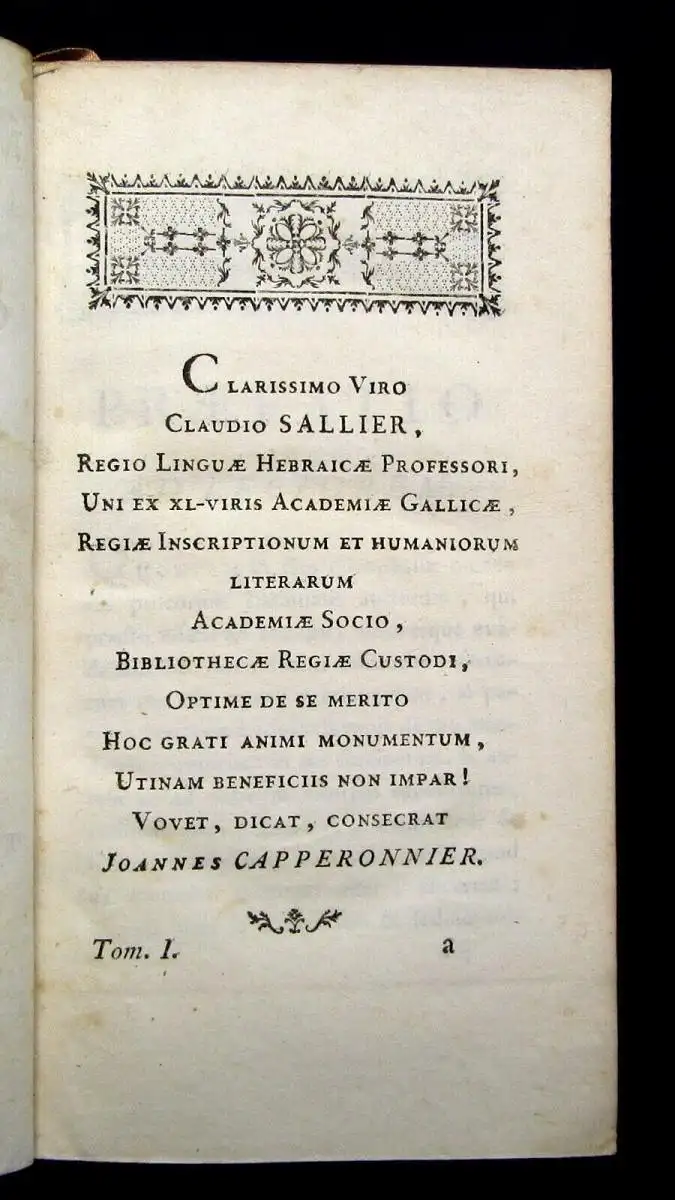 CLARISSIMO VIRO
CLAUDIO SALLIER,
REGIO LINGUÆ HEBRAICÆ PROFESSORI,
UNI EX XL-VIRIS ACADEMIÆ GALLICÆ,
REGIÆ INSCRIPTIONUM ET HUMANIORUM
LITERARUM
ACADEMIÆ SOCIO,
BIBLIOTHECÆ REGIÆ CUSTODI,
OPTIME DE SE MERITO
HOC GRATI ANIMI MONUMENTUM,
UTINAM BENEFICIIS NON IMPAR!
VOVET, DICAT, CONSECRAT
JOANNES CAPPERONNIER.
Tom. I. a